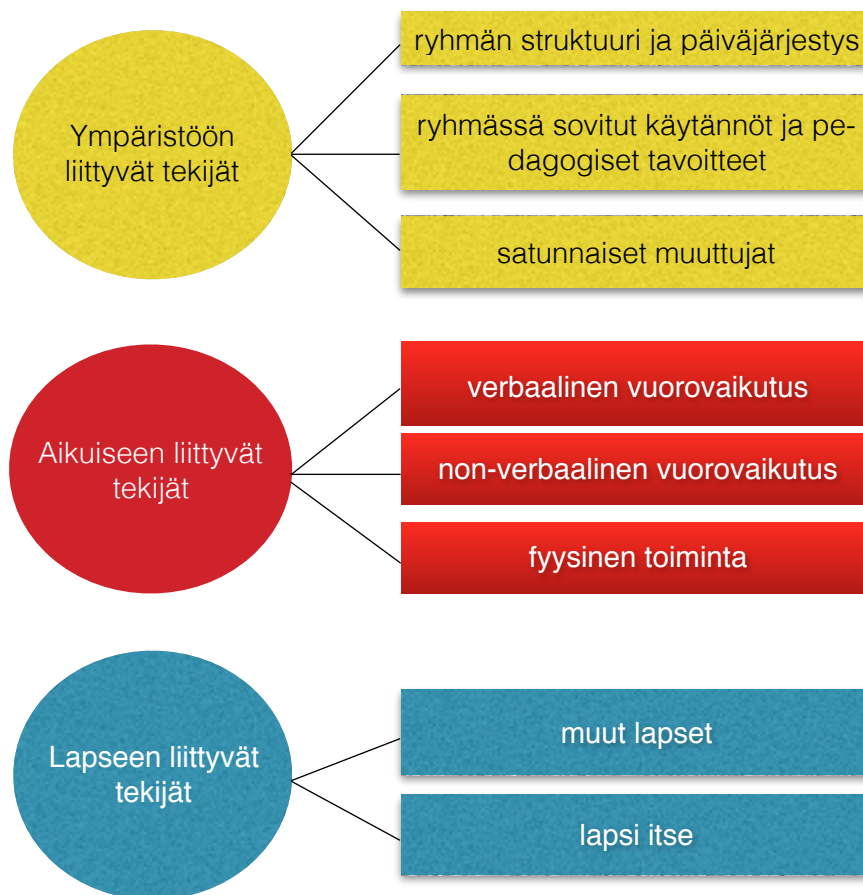 Ympäristöön
liittyvät tekijät
ryhmän struktuuri ja päiväjärjestys
ryhmässä sovitut käytännöt ja pe-
dagogiset tavoitteet
satunnaiset muuttujat
Aikuiseen liittyvät
tekijät
verbaalinen vuorovaikutus
non-verbaalinen vuorovaikutus
fyysinen toiminta
Lapseen liittyvät
tekijät
muut lapset
lapsi itse